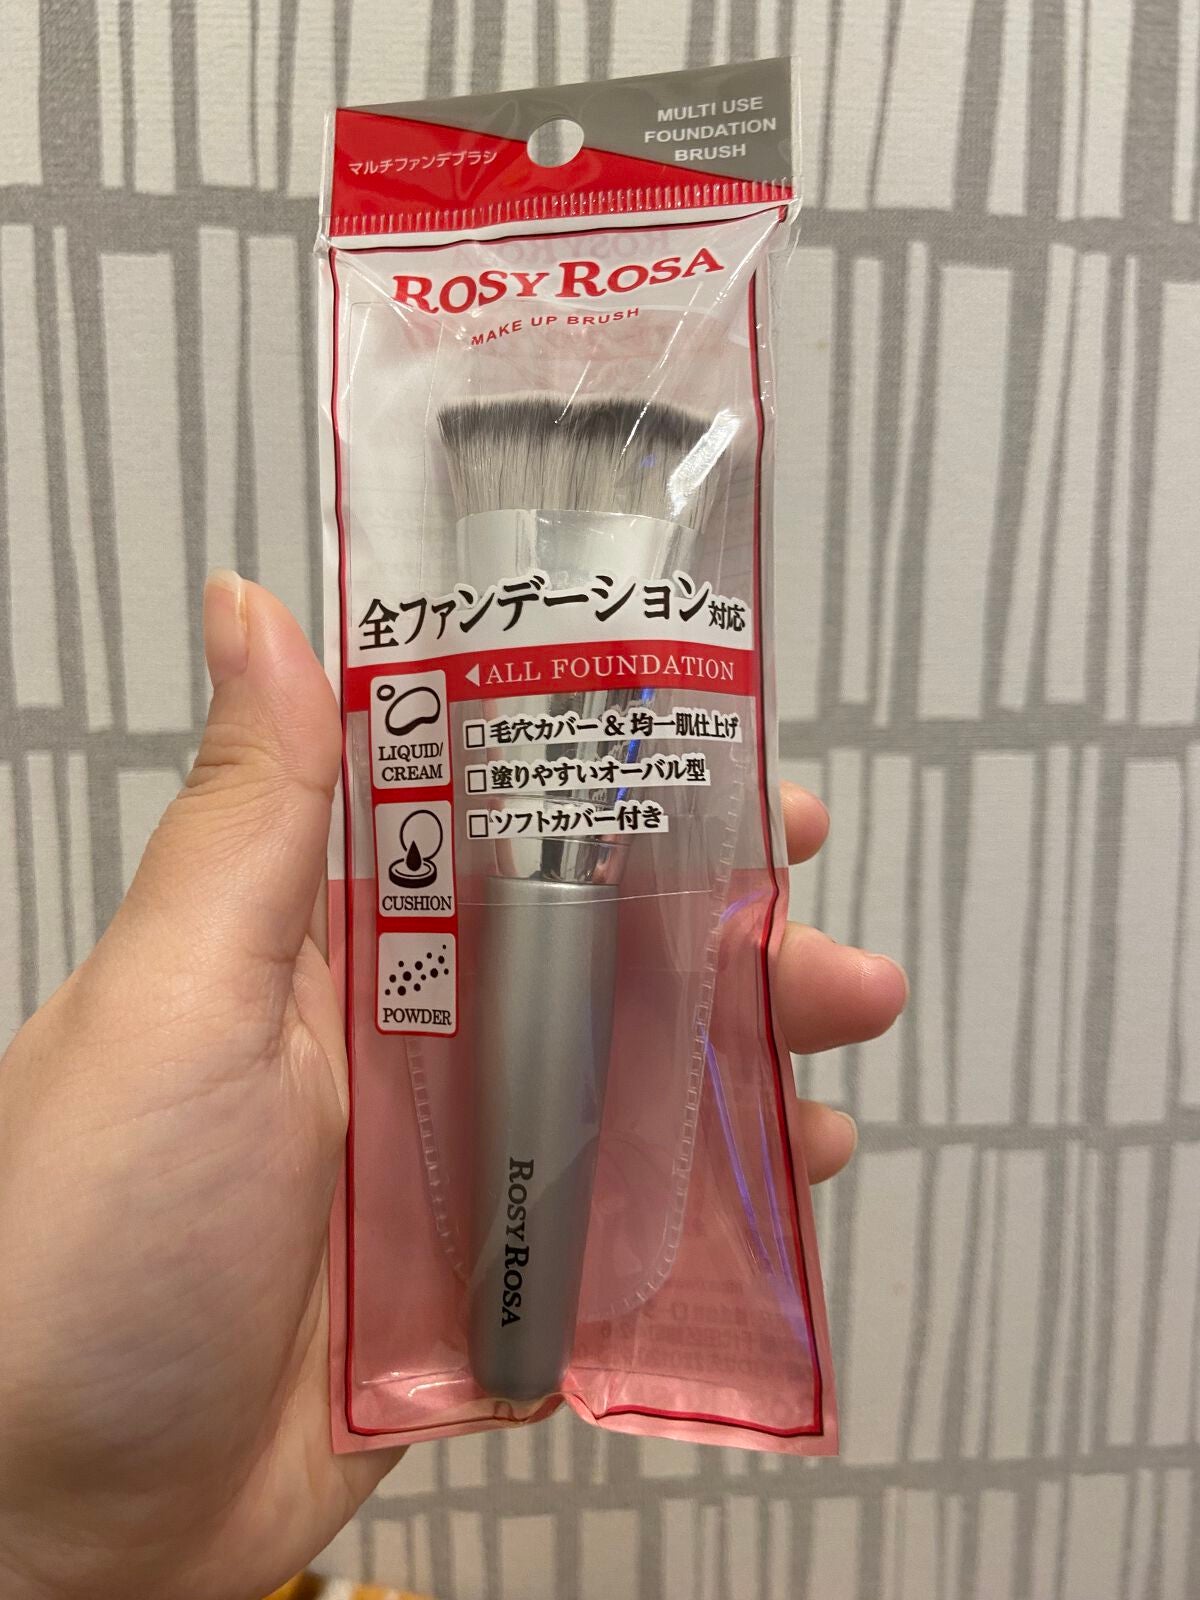 マルチファンデブラシ
MULTI USE
FOUNDATION
BRUSH
ROSY ROSA
MAKE UP BRUSH
全ファンデーション対応
ALL FOUNDATION
LIQUID/
CREAM
CUSHION
POWDER
□毛穴カバー&均一肌仕上げ
□塗りやすいオーバル型
□ソフトカバー付き
ROSY ROSA